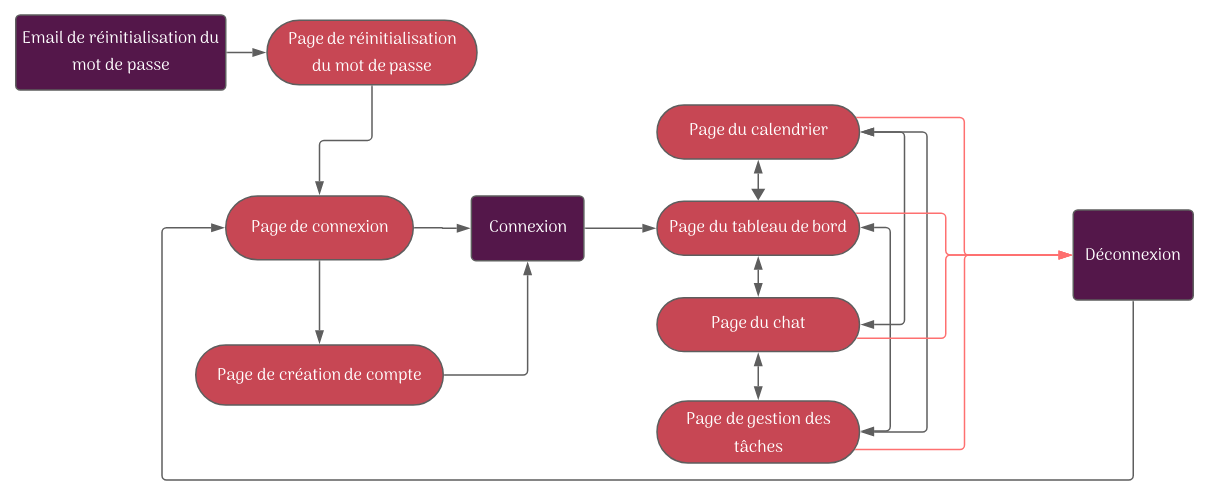 Email de réinitialisation du
mot de passe
Page de réinitialisation
du mot de passe
Page du calendrier
Page de connexion
Connexion
Page du tableau de bord
Déconnexion
Page du chat
Page de création de compte
Page de gestion des
tâches